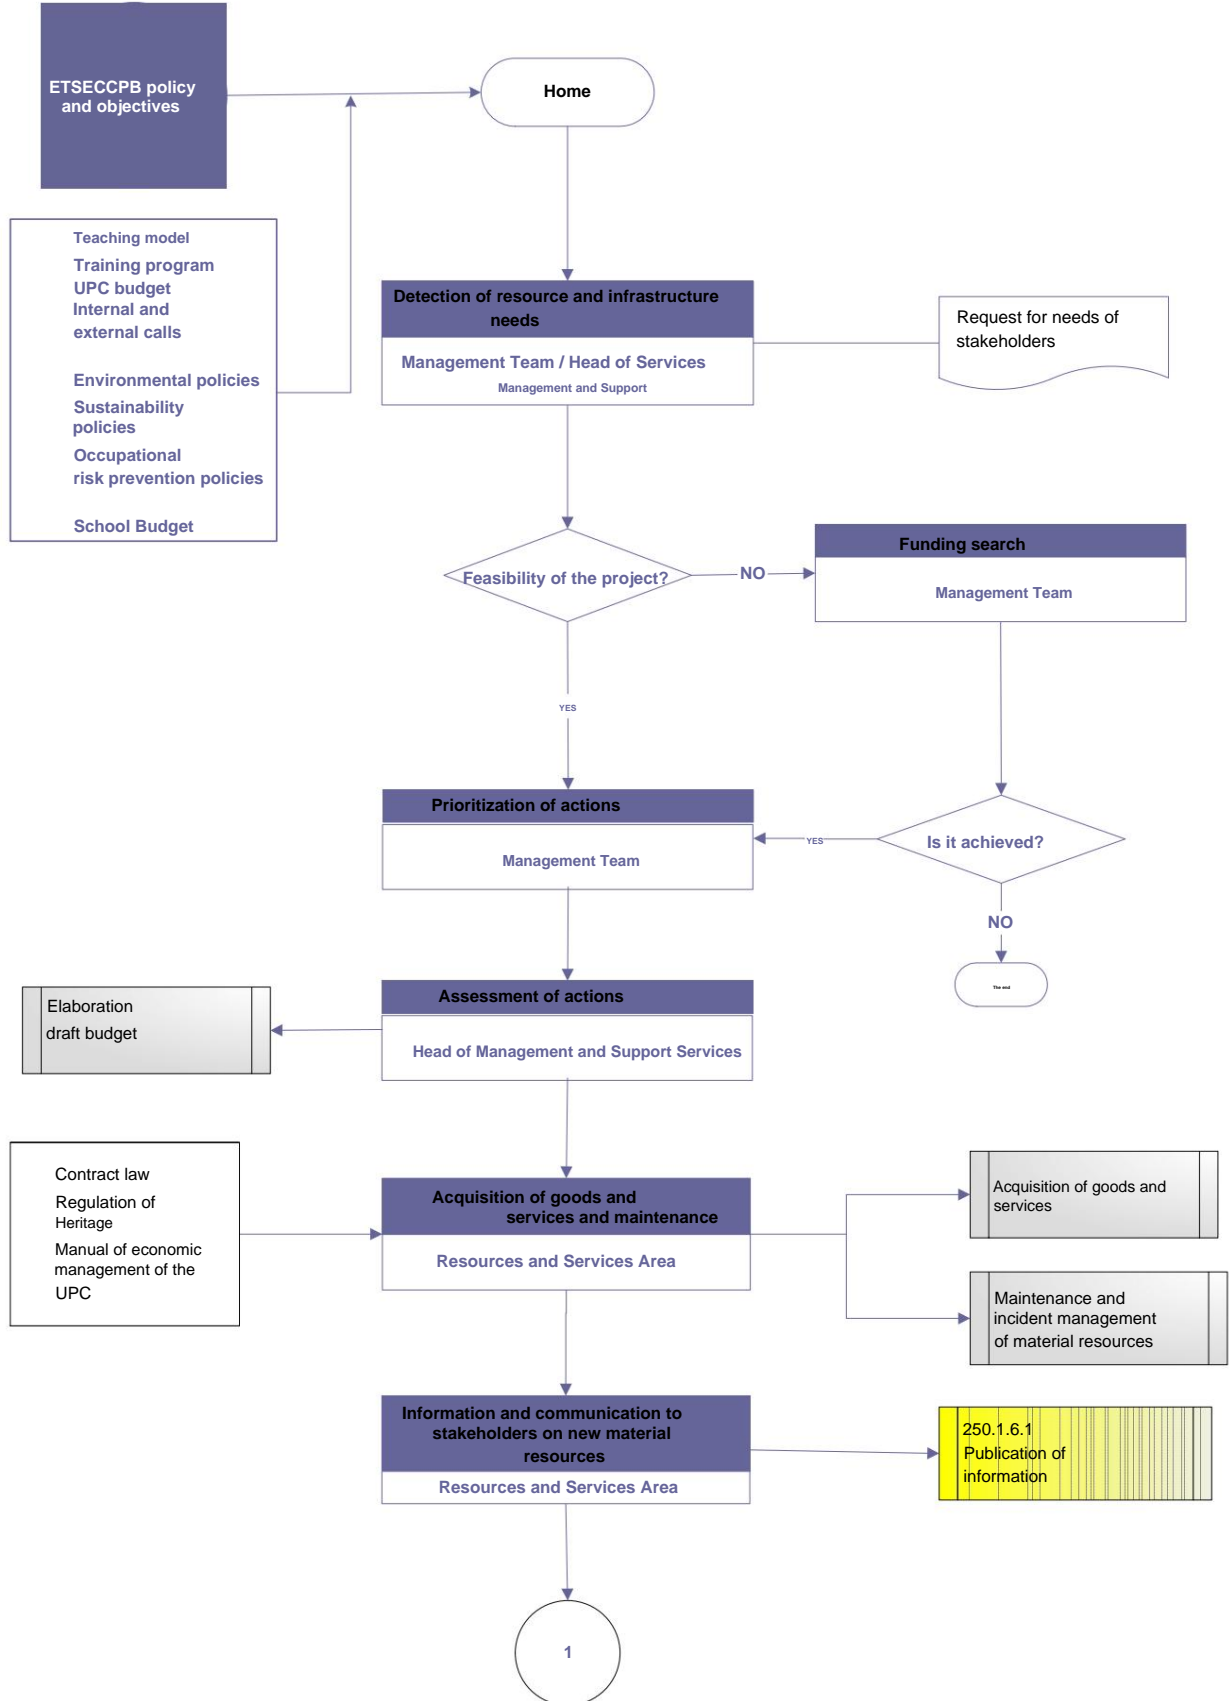 ETSECCPB policy
and objectives
Home
Teaching model
Training program
UPC budget
Internal and
external calls
Environmental policies
Sustainability
policies
Occupational
risk prevention policies
School Budget
Detection of resource and infrastructure
needs
Management Team / Head of Services
Management and Support
Request for needs of
stakeholders
Feasibility of the project?
NO
Funding search
Management Team
YES
Prioritization of actions
Management Team
YES
Is it achieved?
NO
The end
Assessment of actions
Head of Management and Support Services
Elaboration
draft budget
Contract law
Regulation of
Heritage
Manual of economic
management of the
UPC
Acquisition of goods and
services and maintenance
Resources and Services Area
Acquisition of goods and
services
Maintenance and
incident management
of material resources
Information and communication to
stakeholders on new material
resources
Resources and Services Area
250.1.6.1
Publication of
information
1